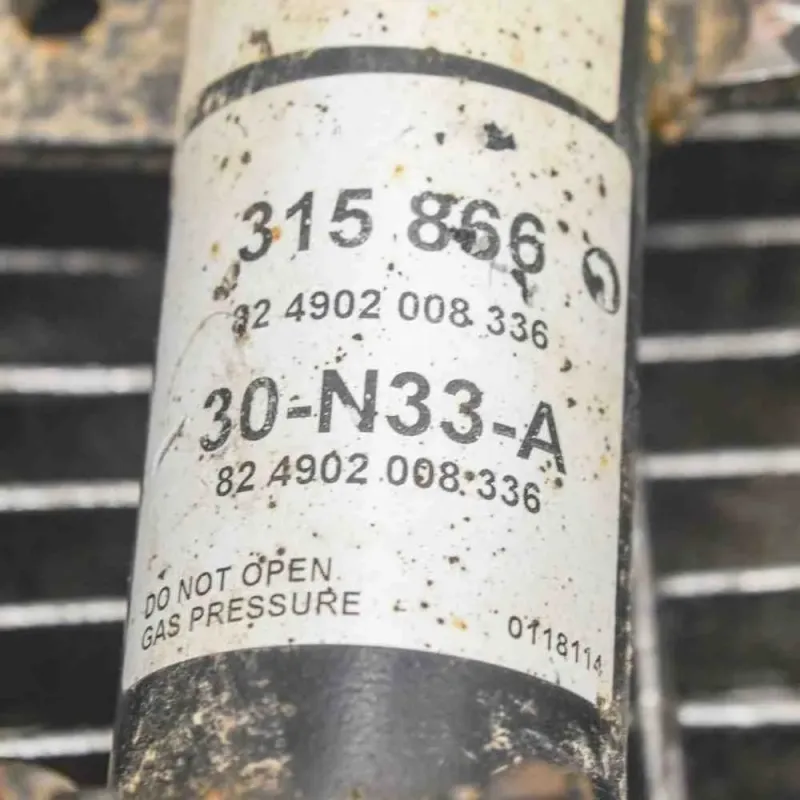 315 866
82 4902 008 336
30-N33-A
82 4902 008 336
DO NOT OPEN
GAS PRESSURE
0118114